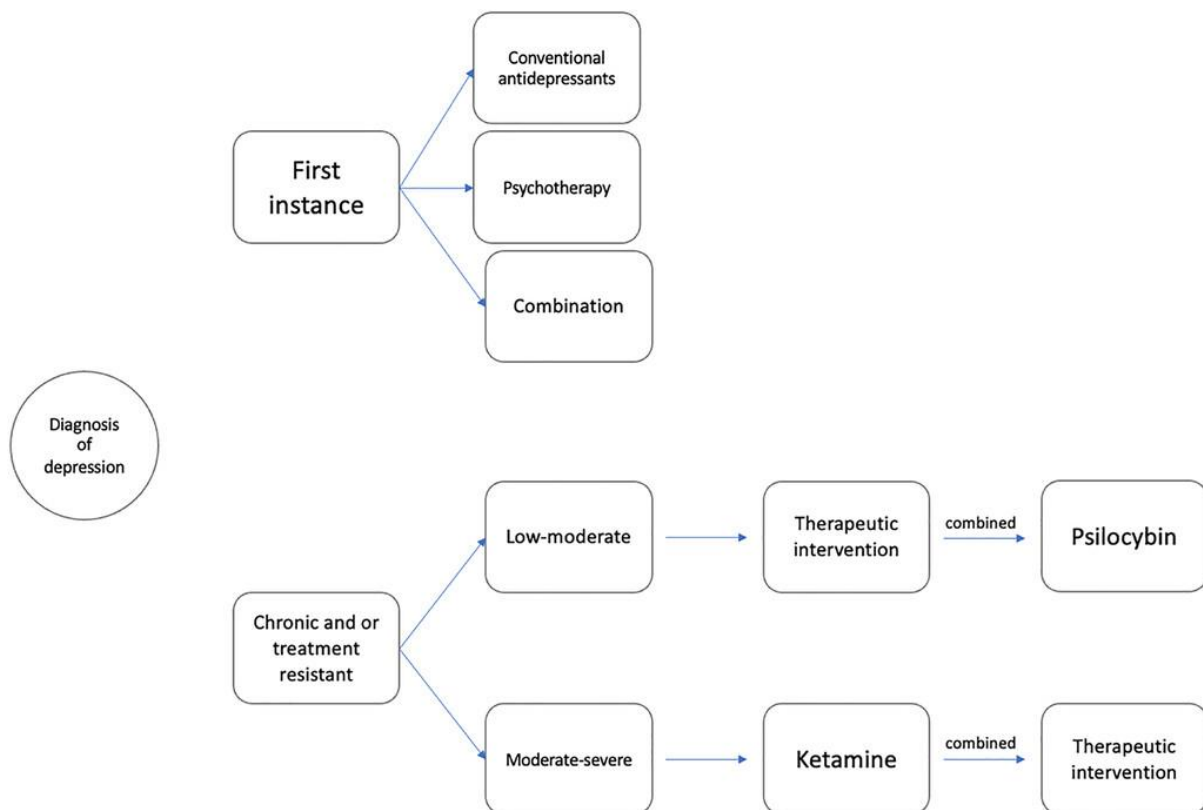 Conventional
antidepressants
First
instance
Psychotherapy
Combination
Diagnosis
of
depression
Low-moderate
Therapeutic
intervention
combined
Psilocybin
Chronic and or
treatment
resistant
Moderate-severe
Ketamine
combined
Therapeutic
intervention